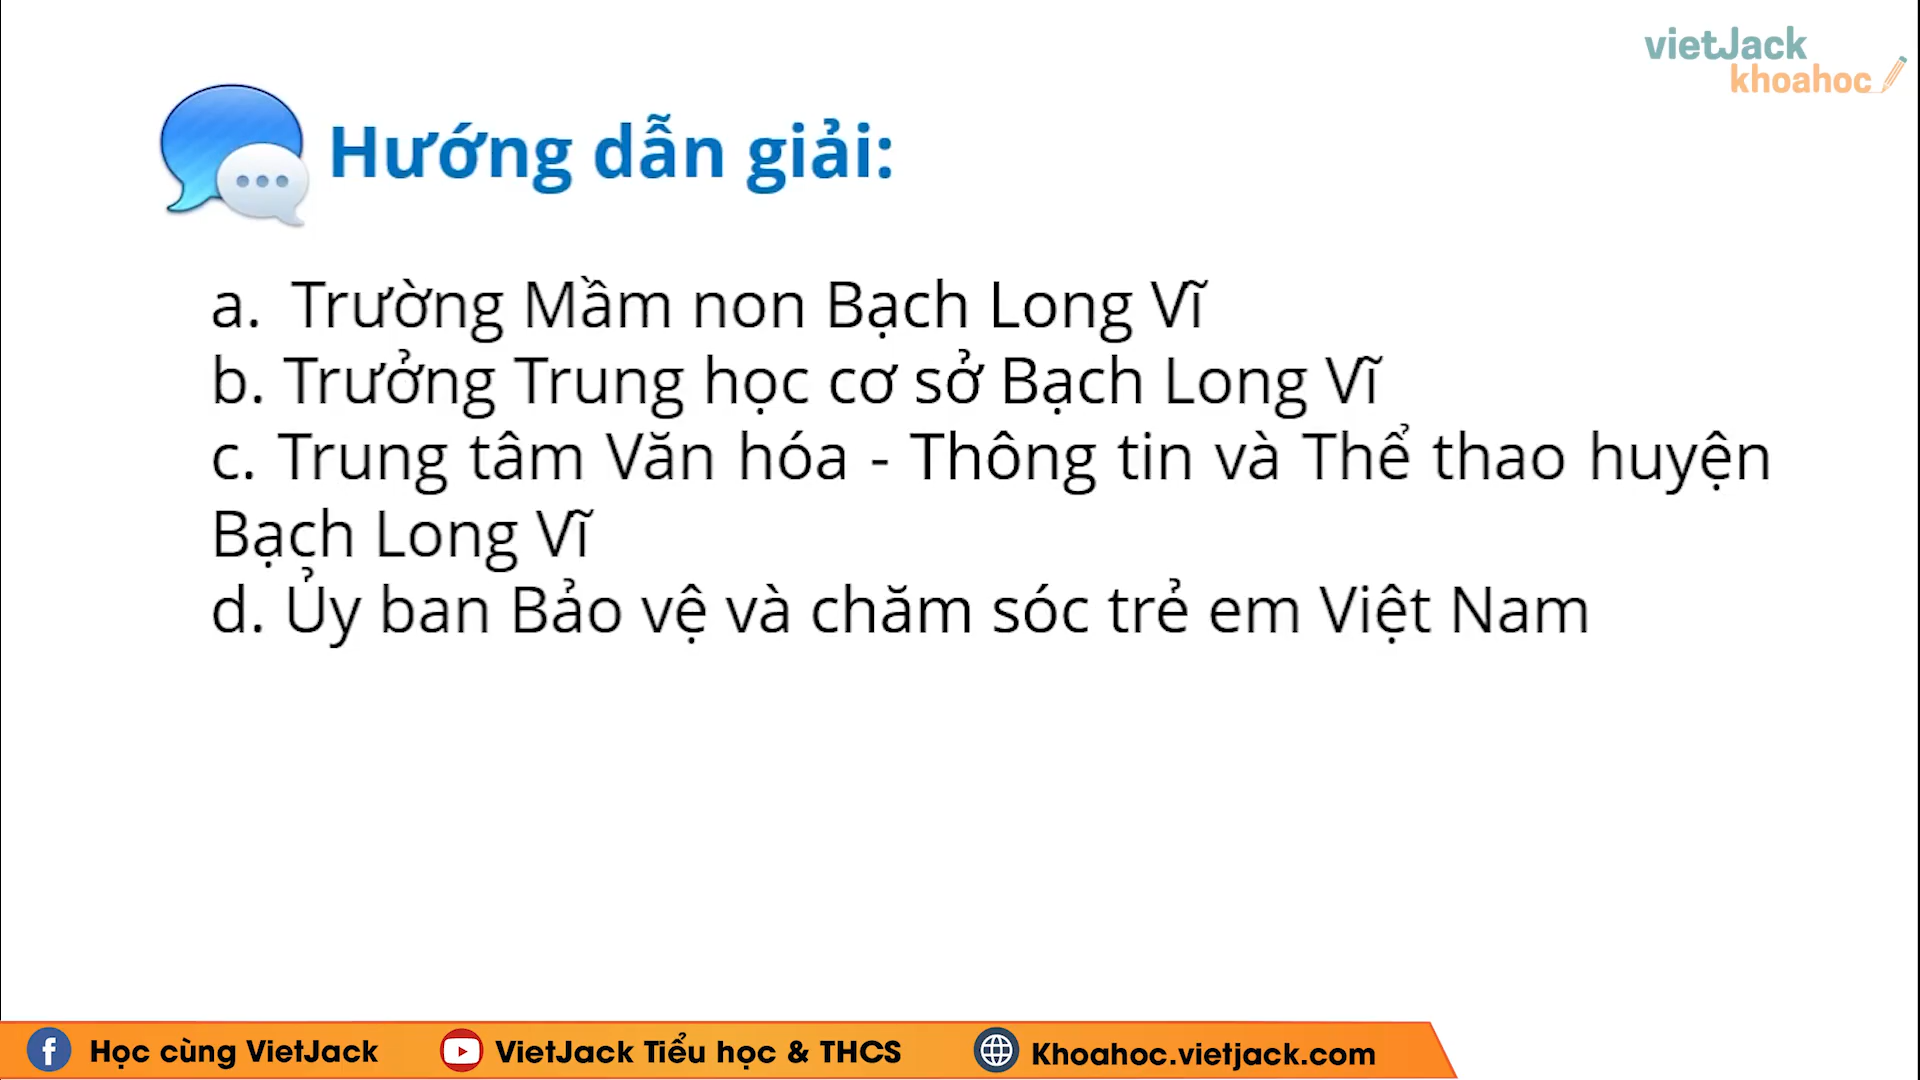 vietJack
khoahoc
Hướng dẫn giải:
a. Trường Mầm non Bạch Long Vĩ
b. Trưởng Trung học cơ sở Bạch Long Vĩ
c. Trung tâm Văn hóa - Thông tin và Thể thao huyện
Bạch Long Vĩ
d. Ủy ban Bảo vệ và chăm sóc trẻ em Việt Nam
Học cùng VietJack
VietJack Tiểu học & THCS
Khoahoc.vietjack.com